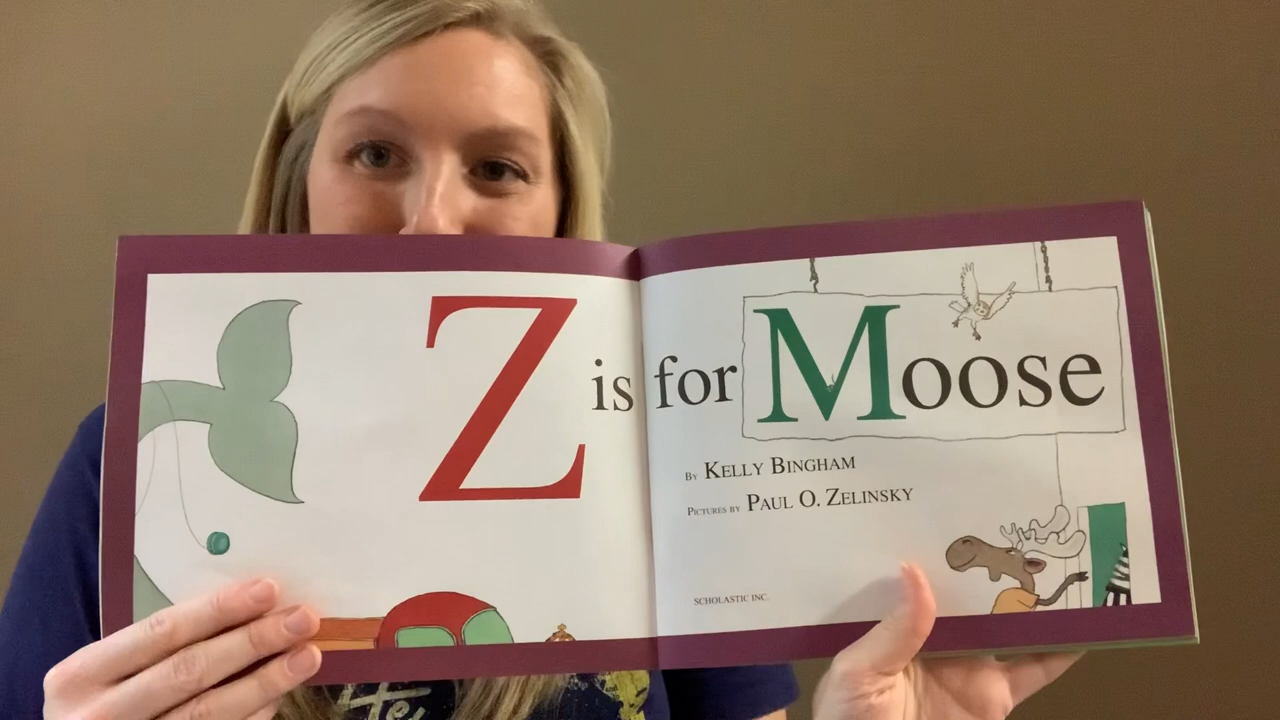 Z is for Moose
By Kelly Bingham
Pictures by Paul O. Zelinsky
SCHOLASTIC INC.